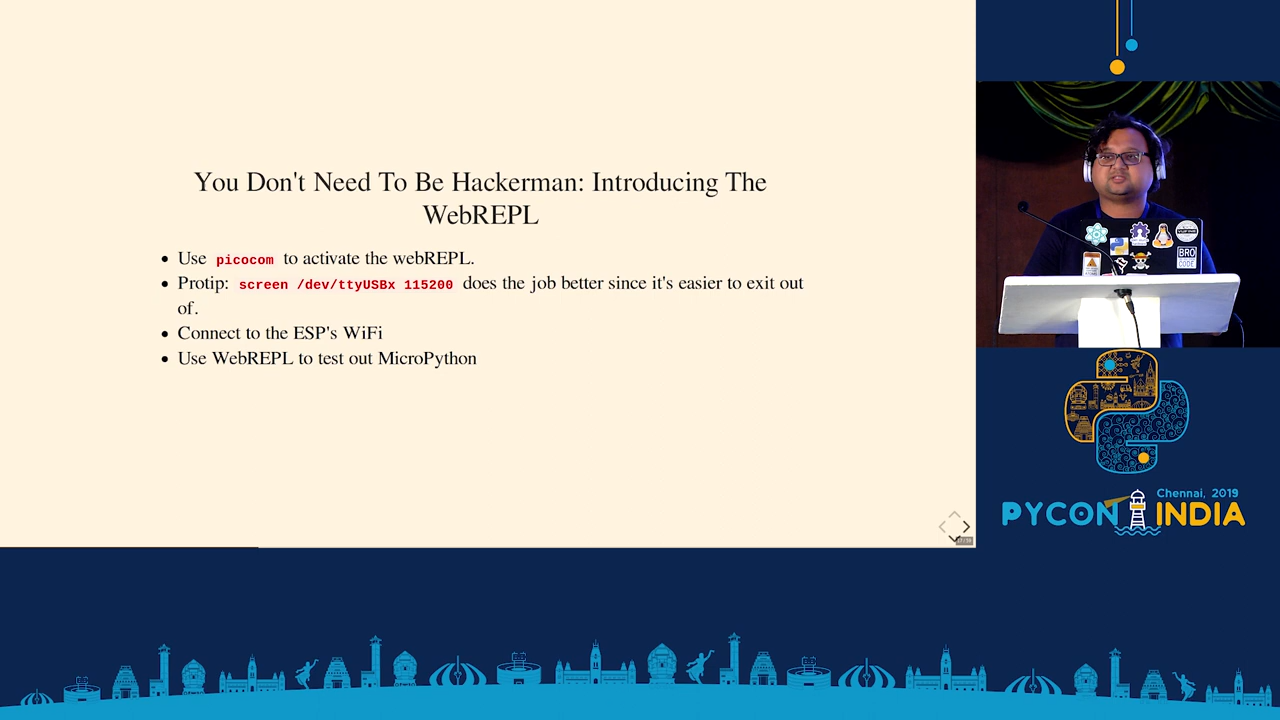 You Don't Need To Be Hackerman: Introducing The
WebREPL
Use picocom to activate the webREPL.
Protip: screen /dev/ttyUSBx 115200 does the job better since it's easier to exit out
of.
Connect to the ESP's WiFi
Use WebREPL to test out MicroPython
BRO
CODE
Chennai, 2019
PYCON INDIA